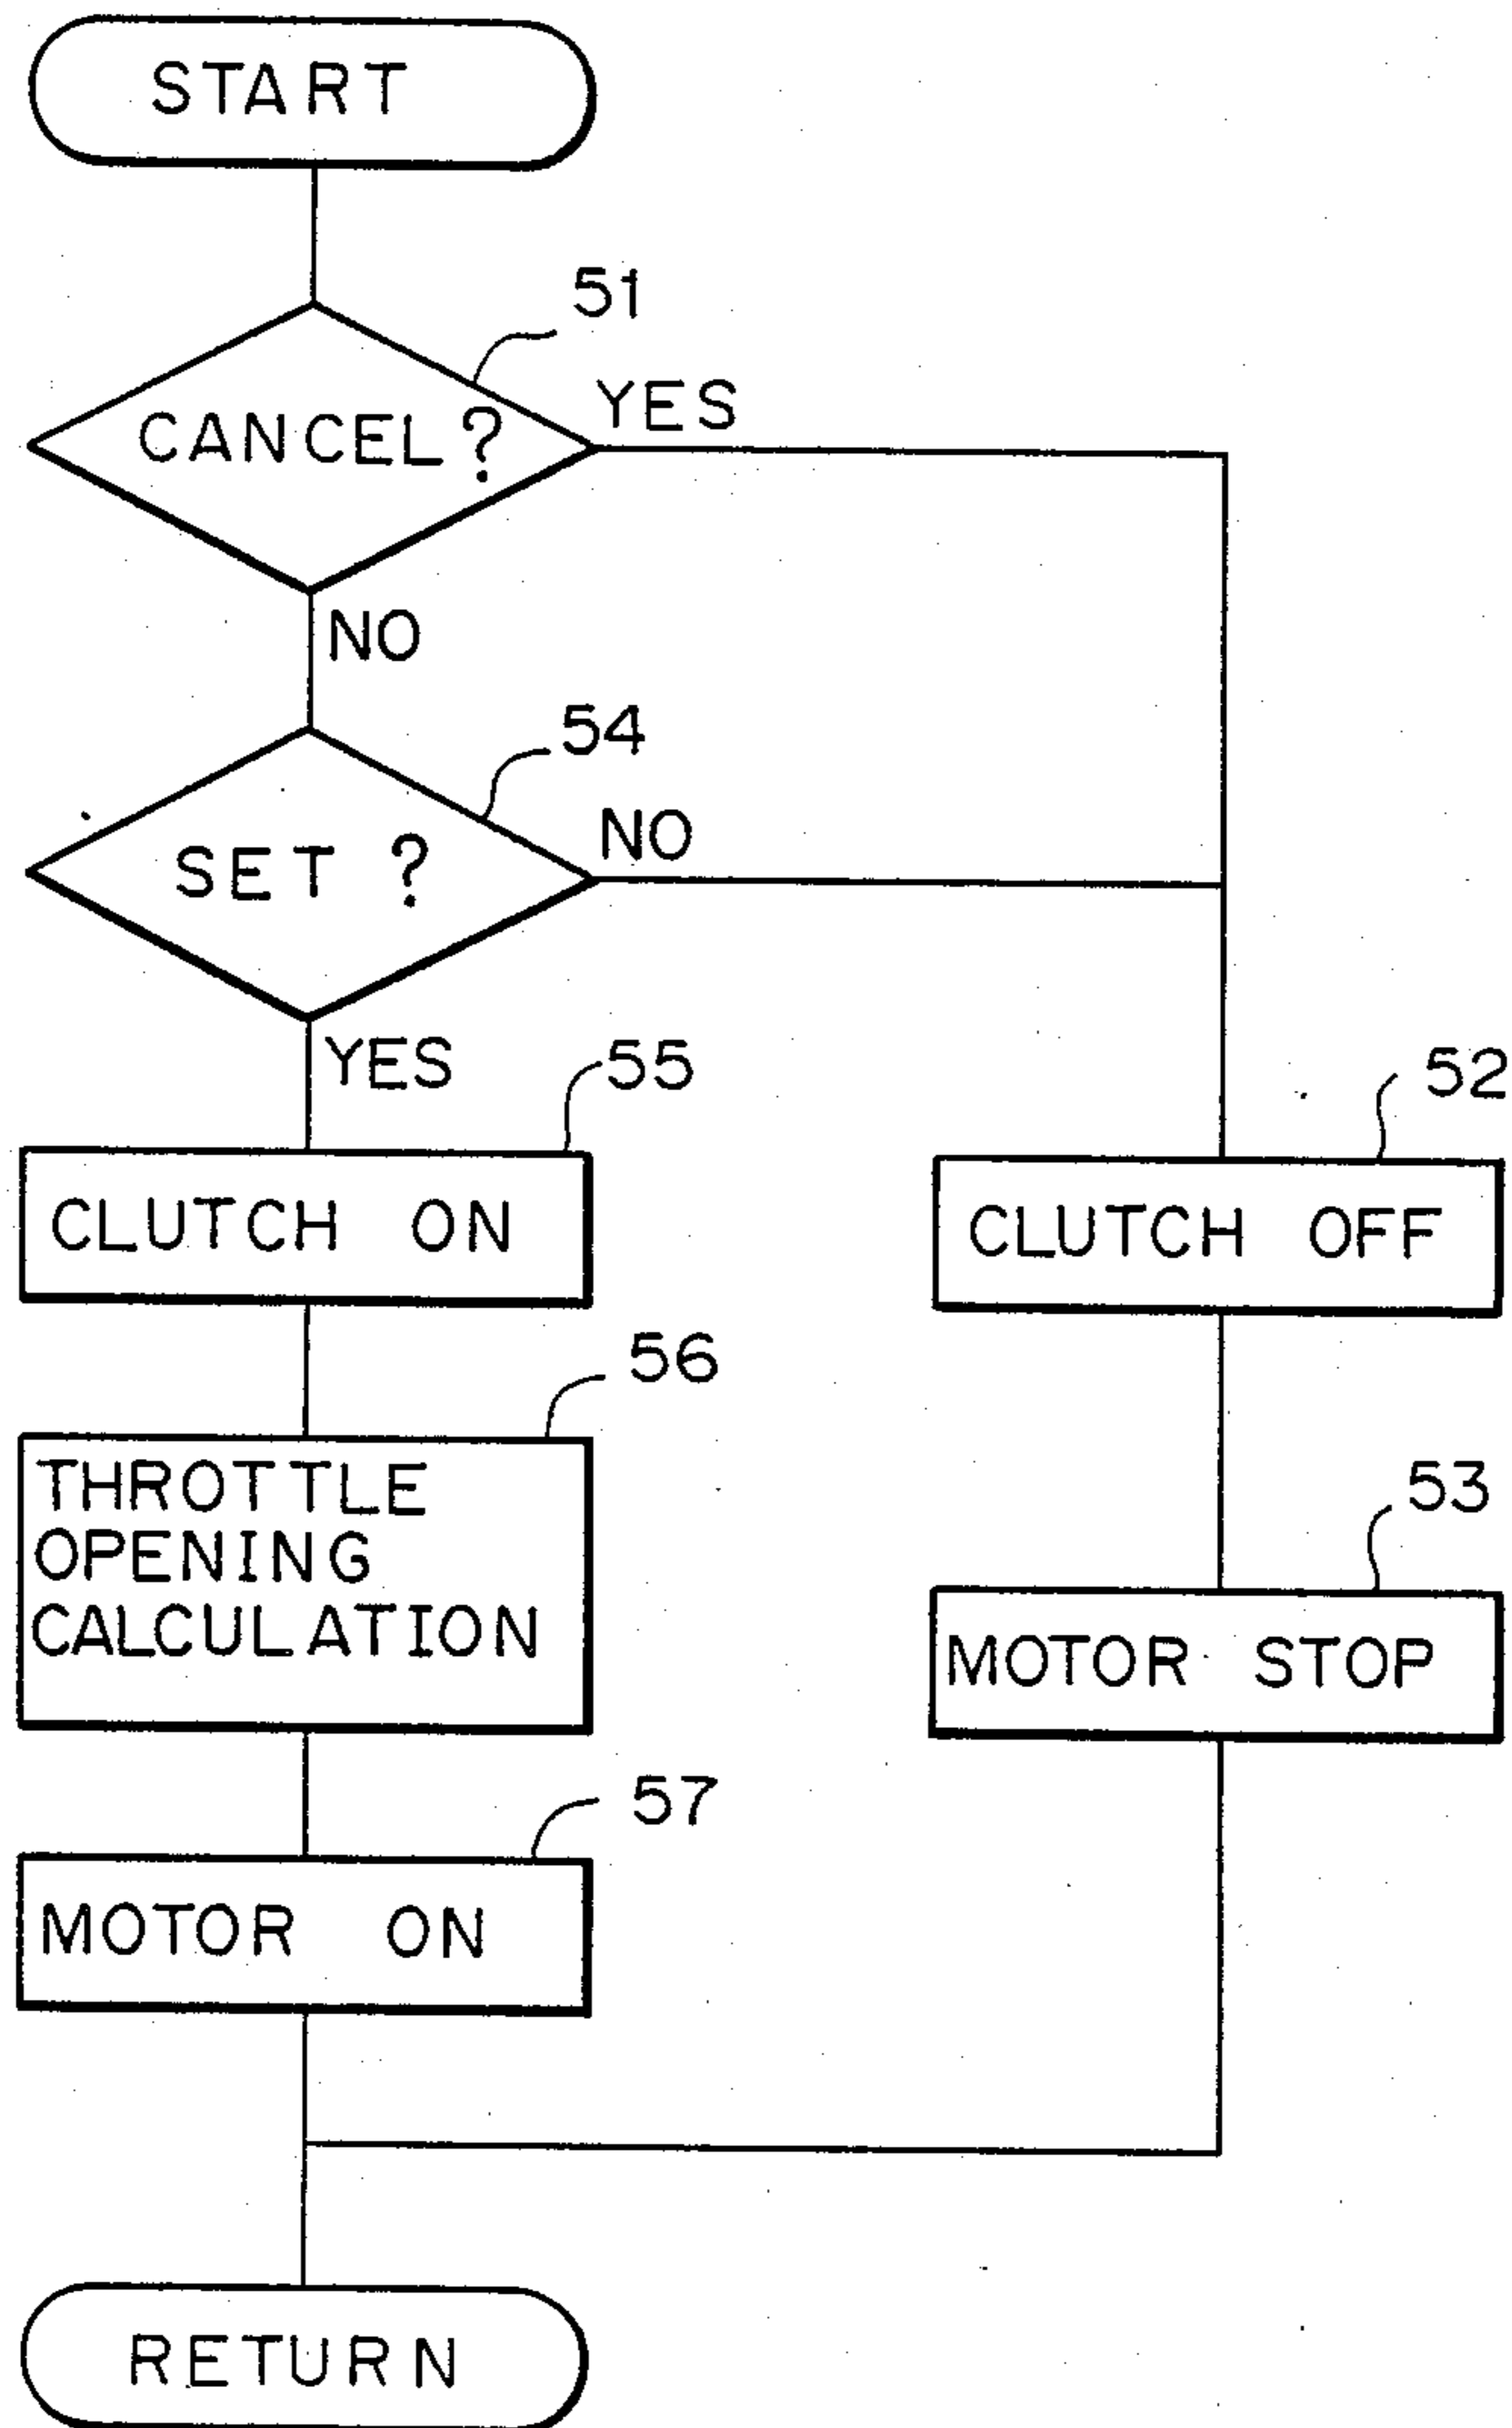 START
51
CANCEL?
YES
NO
54
SET ?
NO
YES
55
CLUTCH ON
52
CLUTCH OFF
56
THROTTLE
OPENING
CALCULATION
53
MOTOR STOP
57
MOTOR ON
RETURN